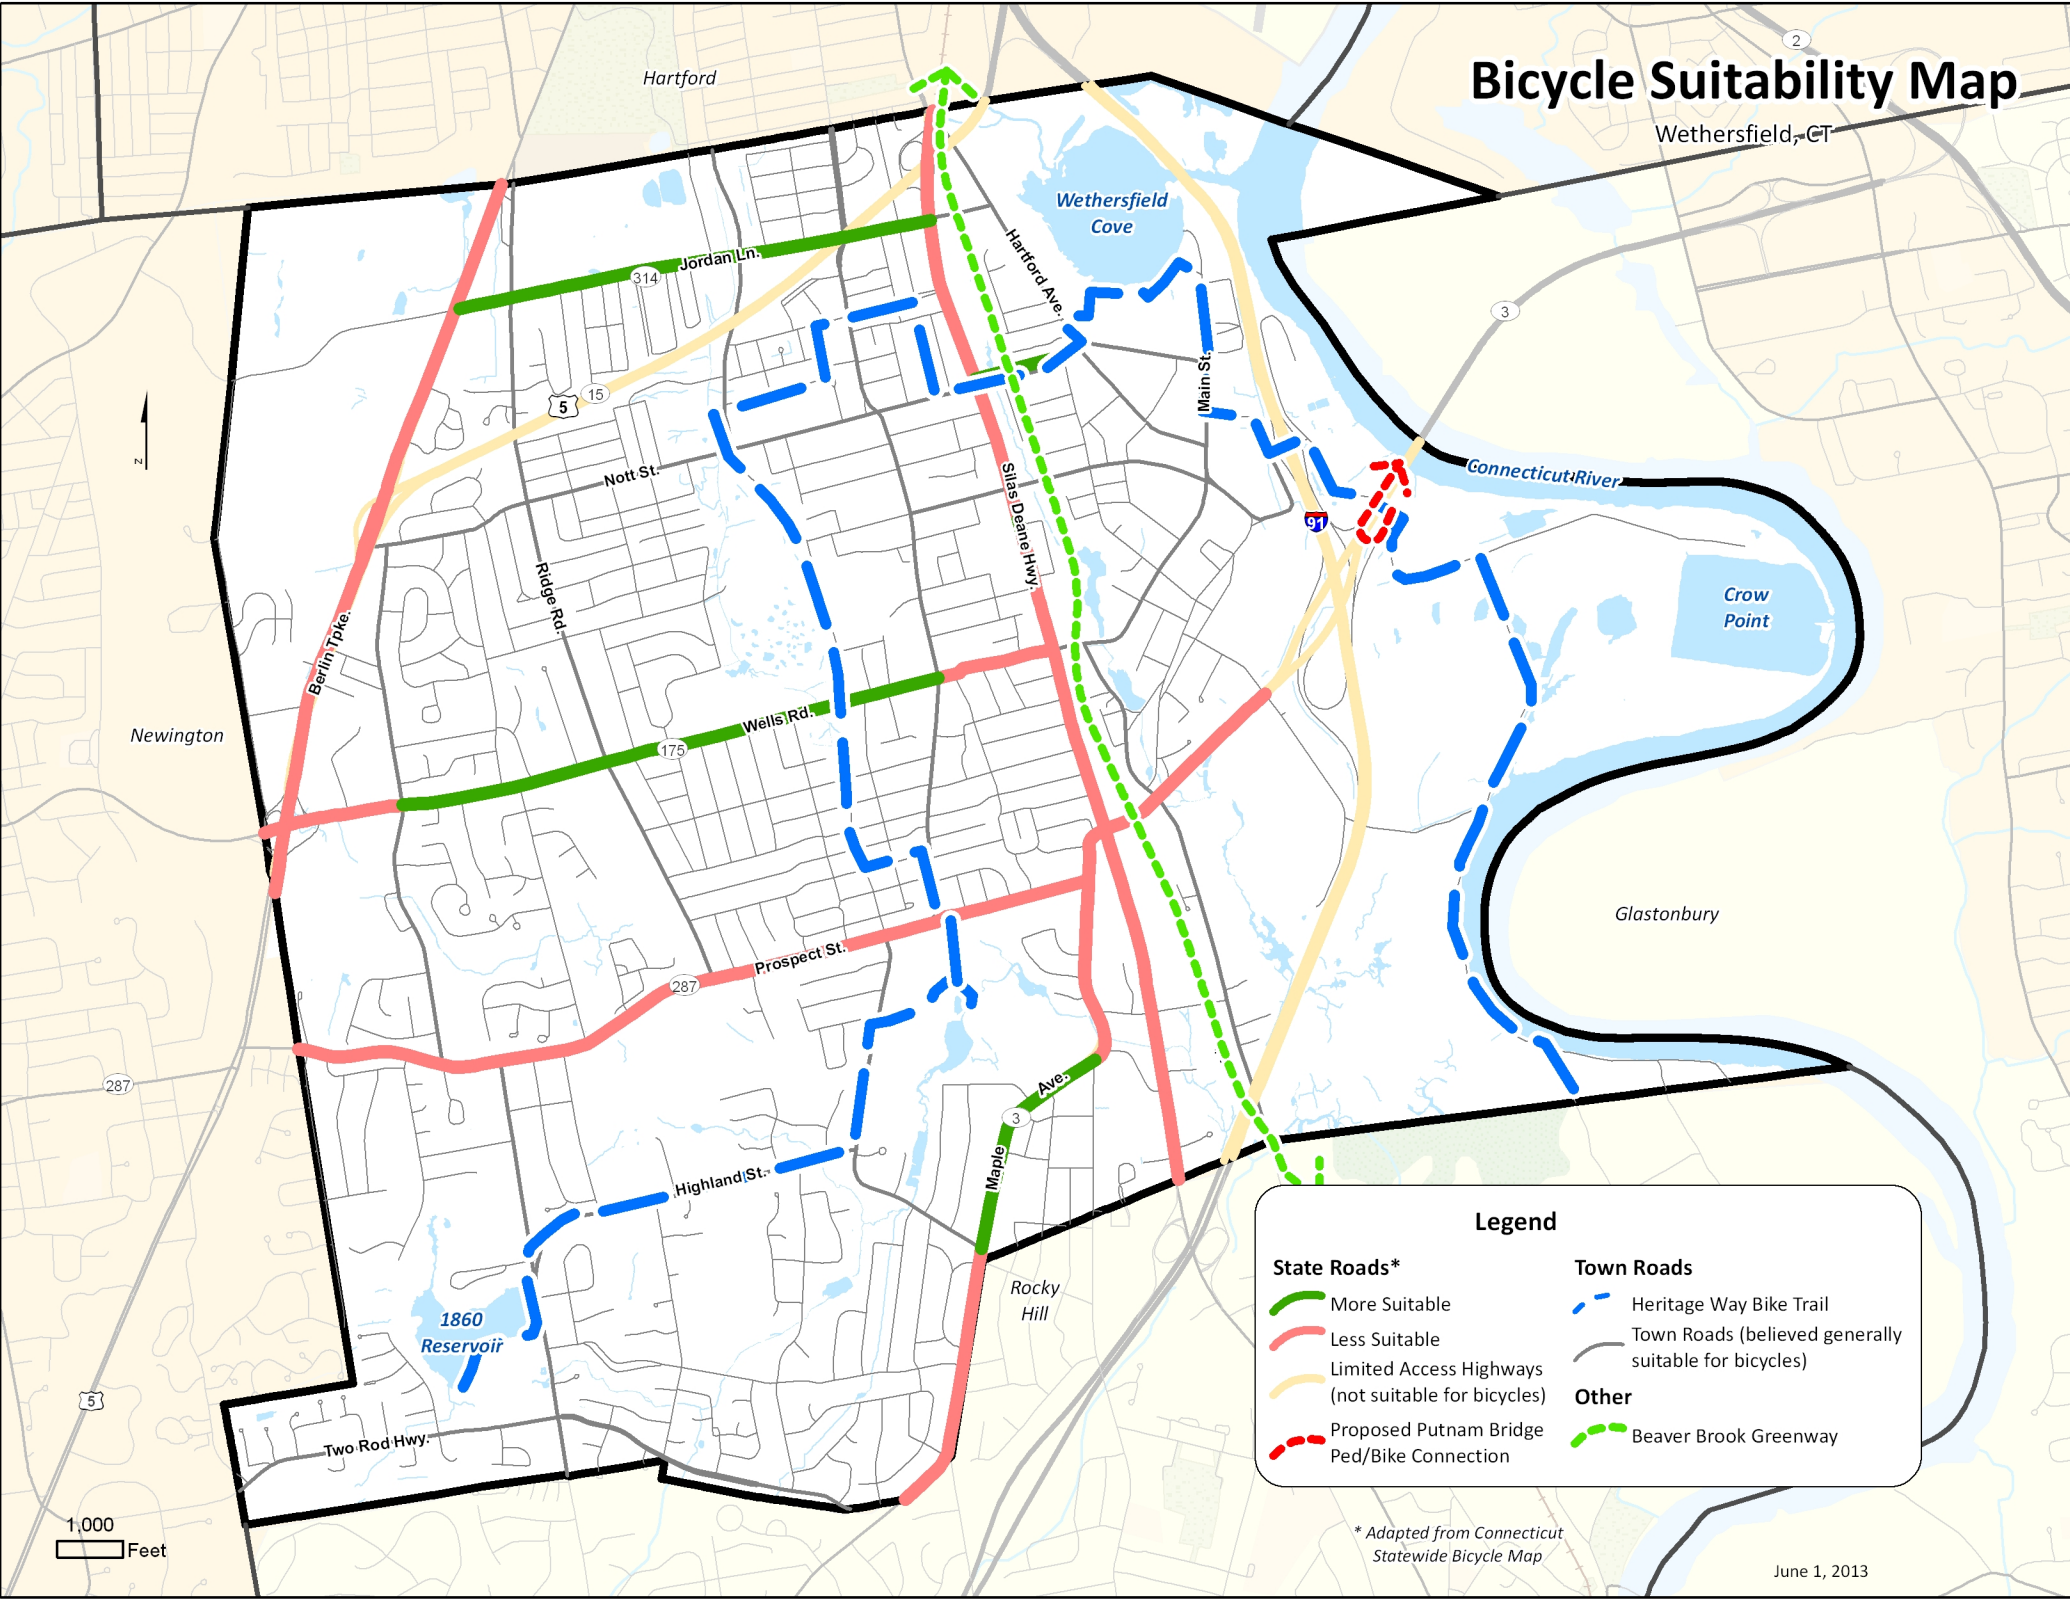 Bicycle Suitability Map
Wethersfield, CT
2
Hartford
Wethersfield
Cove
Hartford Ave.
Jordan Ln.
314
3
15
5
Main St.
N
Nott St.
Connecticut River
Silas Deane Hwy.
91
Ridge Rd.
Crow
Point
Berlin Tpke.
Newington
Wells Rd.
175
Glastonbury
Prospect St.
287
287
Ave.
3
Maple
Highland St.
Rocky
Hill
1860
Reservoir
5
Two Rod Hwy.
1,000
Feet
Legend
State Roads*
More Suitable
Less Suitable
Limited Access Highways
(not suitable for bicycles)
Proposed Putnam Bridge
Ped/Bike Connection
Town Roads
Heritage Way Bike Trail
Town Roads (believed generally
suitable for bicycles)
Other
Beaver Brook Greenway
* Adapted from Connecticut
Statewide Bicycle Map
June 1, 2013